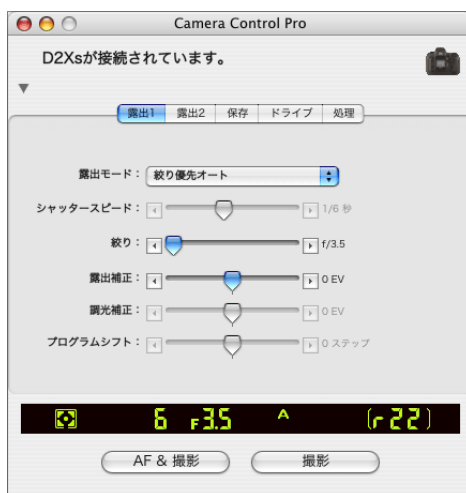 Camera Control Pro
D2Xsが接続されています。
露出1 露出2 保存 ドライブ 処理
露出モード： 絞り優先オート
シャッタースピード： 1/6 秒
絞り： f/3.5
露出補正： 0 EV
調光補正： 0 EV
プログラムシフト： 0 ステップ
6 F3.5 A (r22)
AF & 撮影 撮影